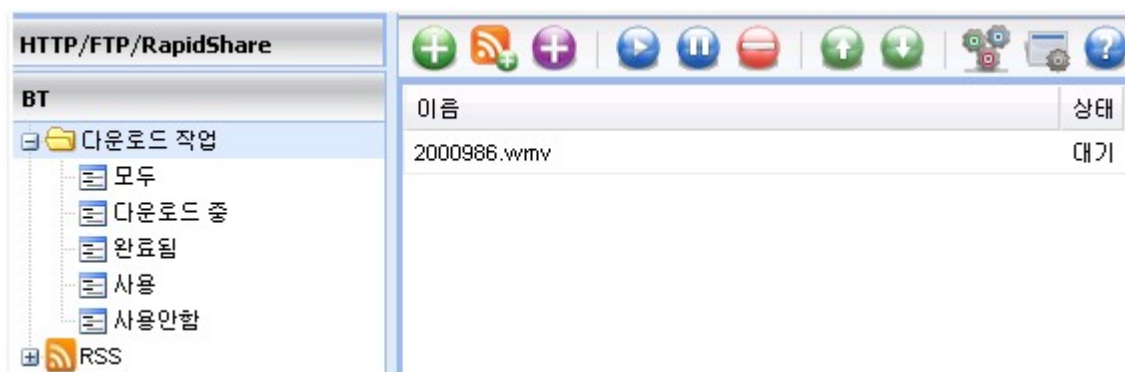 HTTP/FTP/RapidShare
BT
다운로드 작업
모두
다운로드 중
완료됨
사용
사용안함
RSS
이름 상태
2000986.wmv 대기